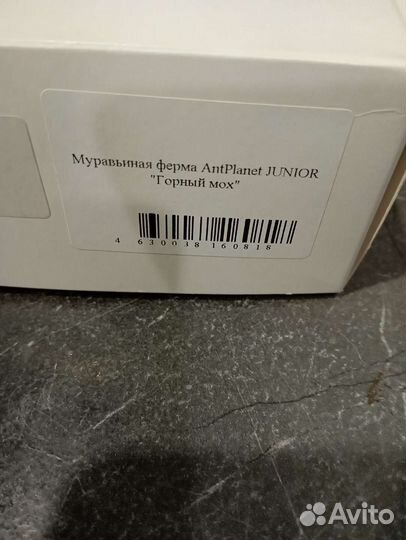 Муравьиная ферма AntPlanet JUNIOR
"Горный мох"
4 630038 160818
Avito